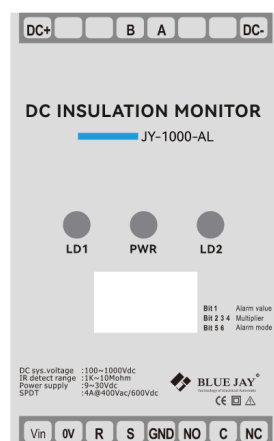 DC+ B A DC-
DC INSULATION MONITOR
JY-1000-AL
LD1 PWR LD2
Bit 1 Alarm value
Bit 2 3 4 Multiplier
Bit 5 6 Alarm mode
DC sys.voltage :100~1000Vdc
IR detect range :1K~10Mohm
Power supply :9~30Vdc
SPDT :4A@400Vac/600Vdc
BLUE JAY®
CE
Vin 0V R S GND NO C NC